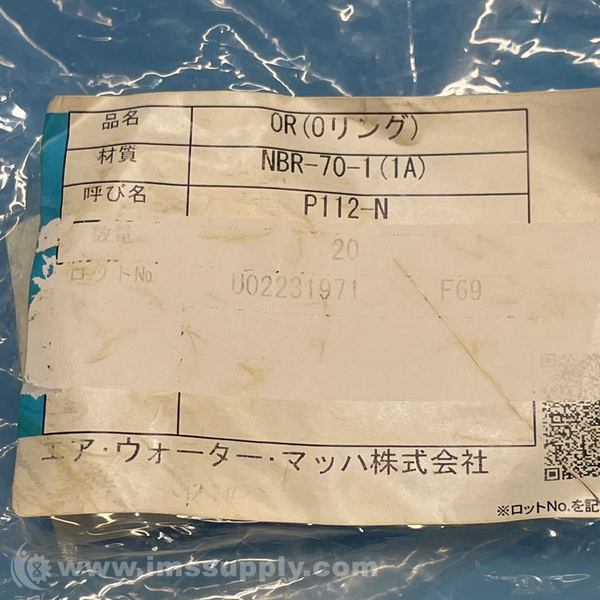 品名 OR(Oリング)
材質 NBR-70-1(1A)
呼び名 P112-N
数量 20
ロットNo U02231971 F69
エア・ウォーター・マッハ株式会社
※ロットNo.を記
www.imssupply.com